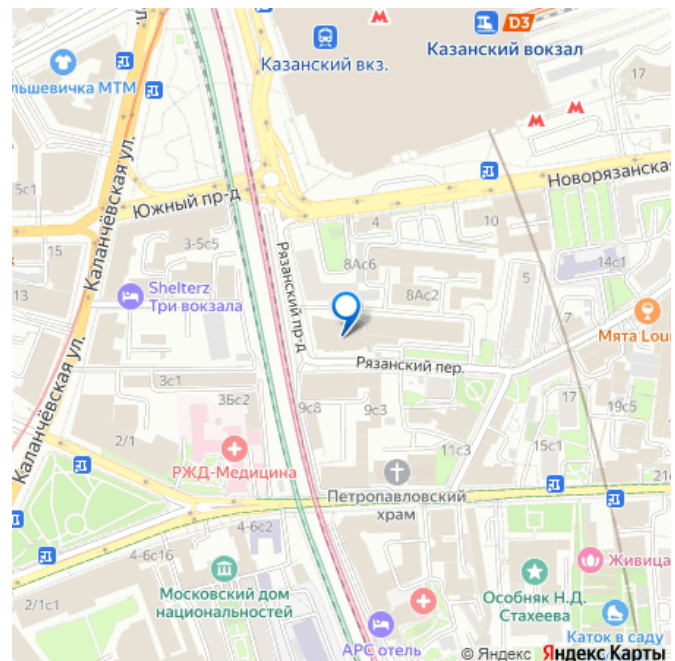 D3
Казанский вокзал
Казанский вкз.
льшевичка МТМ
ул.
17
5с1
Каланчёвская ул.
Южный пр-д
Новорязанская
4
10
15
3-5с5
8Ас6
14с1
13
Shelterz
Три вокзала
Рязанский пр-д
8Ас2
5
7
Мята Loun
Рязанский пер.
Каланчёвская ул.
3с1
3Бс2
9с8
9с3
17
19с5
2/1
РЖД-Медицина
11с3
15с1
Петропавловский
храм
21с
4-6с2
4-6с16
Живица
Московский дом
национальностей
Особняк Н.Д.
Стахеева
2/1с1
АРС отель
Каток в саду
© Яндекс Яндекс Карты